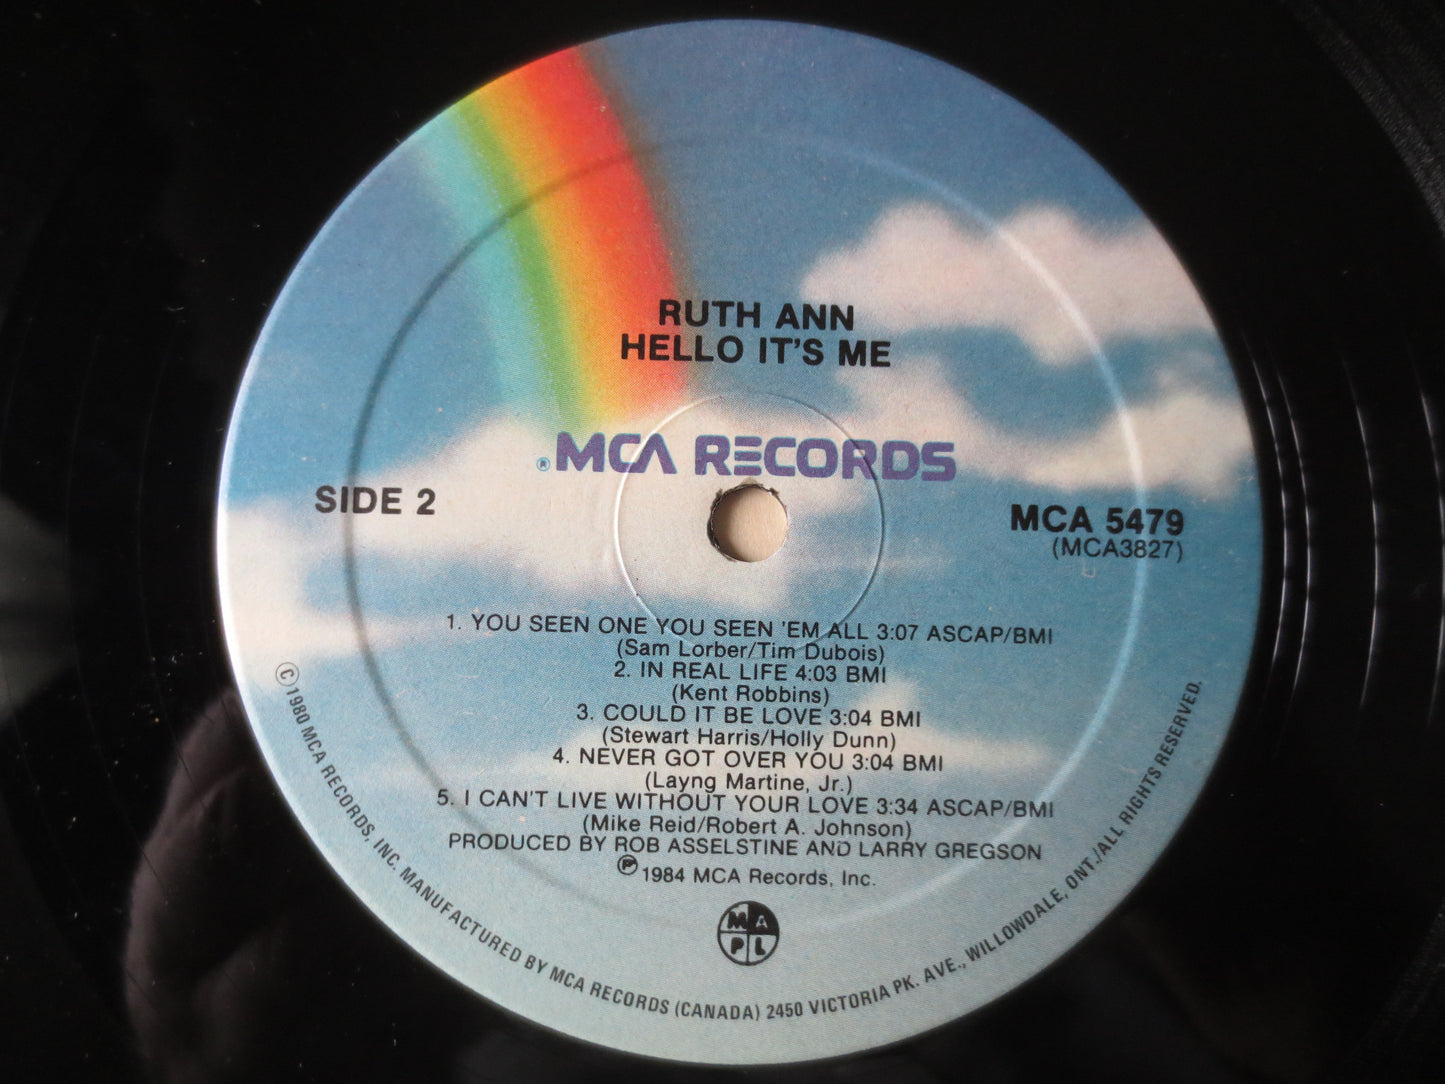 RUTH ANN
HELLO IT'S ME
® MCA RECORDS
SIDE 2
MCA 5479
(MCA3827)
1. YOU SEEN ONE YOU SEEN 'EM ALL 3:07 ASCAP/BMI
(Sam Lorber/Tim Dubois)
2. IN REAL LIFE 4:03 BMI
(Kent Robbins)
3. COULD IT BE LOVE 3:04 BMI
(Stewart Harris/Holly Dunn)
4. NEVER GOT OVER YOU 3:04 BMI
(Layng Martine, Jr.)
5. I CAN'T LIVE WITHOUT YOUR LOVE 3:34 ASCAP/BMI
(Mike Reid/Robert A. Johnson)
PRODUCED BY ROB ASSELSTINE AND LARRY GREGSON
℗ 1984 MCA Records, Inc.
MAPL
©1980 MCA RECORDS, INC. MANUFACTURED BY MCA RECORDS (CANADA) 2450 VICTORIA PK. AVE., WILLOWDALE, ONT./ALL RIGHTS RESERVED.